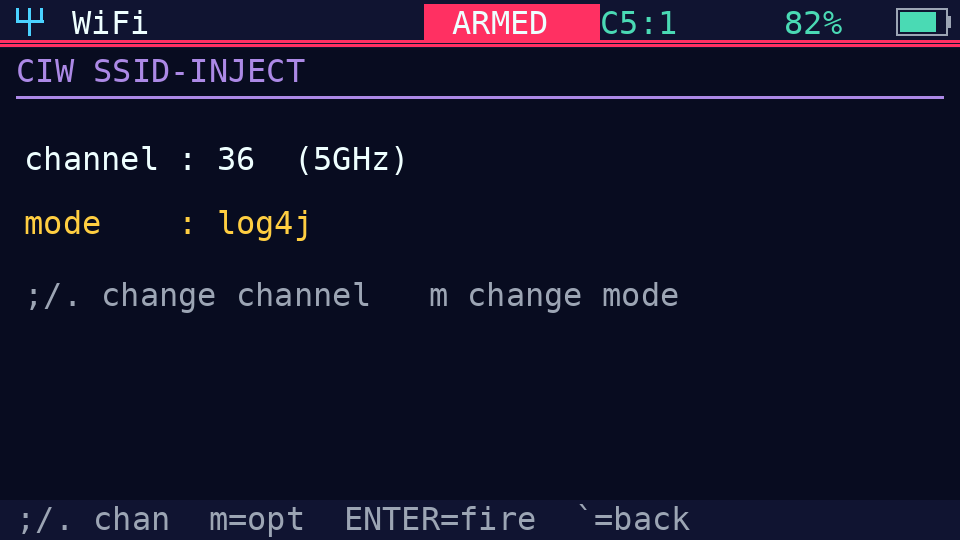 WiFi ARMED C5:1 82%
CIW SSID-INJECT
channel : 36 (5GHz)
mode : log4j
;/. change channel m change mode
;/. chan m=opt ENTER=fire `=back